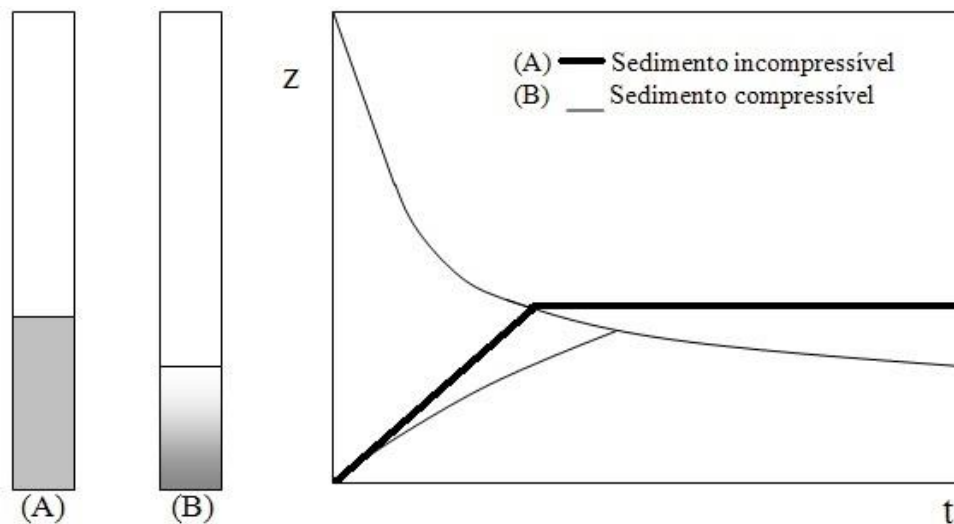 Z
(A) Sedimento incompressível
(B) Sedimento compressível
(A)
(B)
t